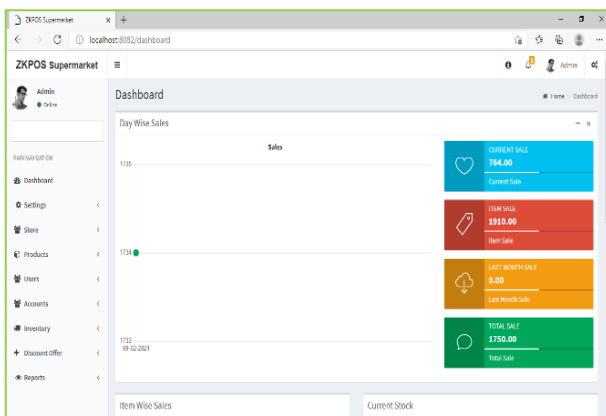 ZKPOS Supermarket
localhost:8082/dashboard
ZKPOS Supermarket
Admin
Admin
Online
Dashboard
Home > Dashboard
Day Wise Sales
MAIN NAVIGATION
Dashboard
Settings
Store
Products
Users
Accounts
Inventory
Discount Offer
Reports
Sales
1735
1734
1733
09-02-2021
CURRENT SALE
764.00
Current Sale
ITEM SALE
1910.00
Item Sale
LAST MONTH SALE
0.00
Last Month Sale
TOTAL SALE
1750.00
Total Sale
Item Wise Sales
Current Stock